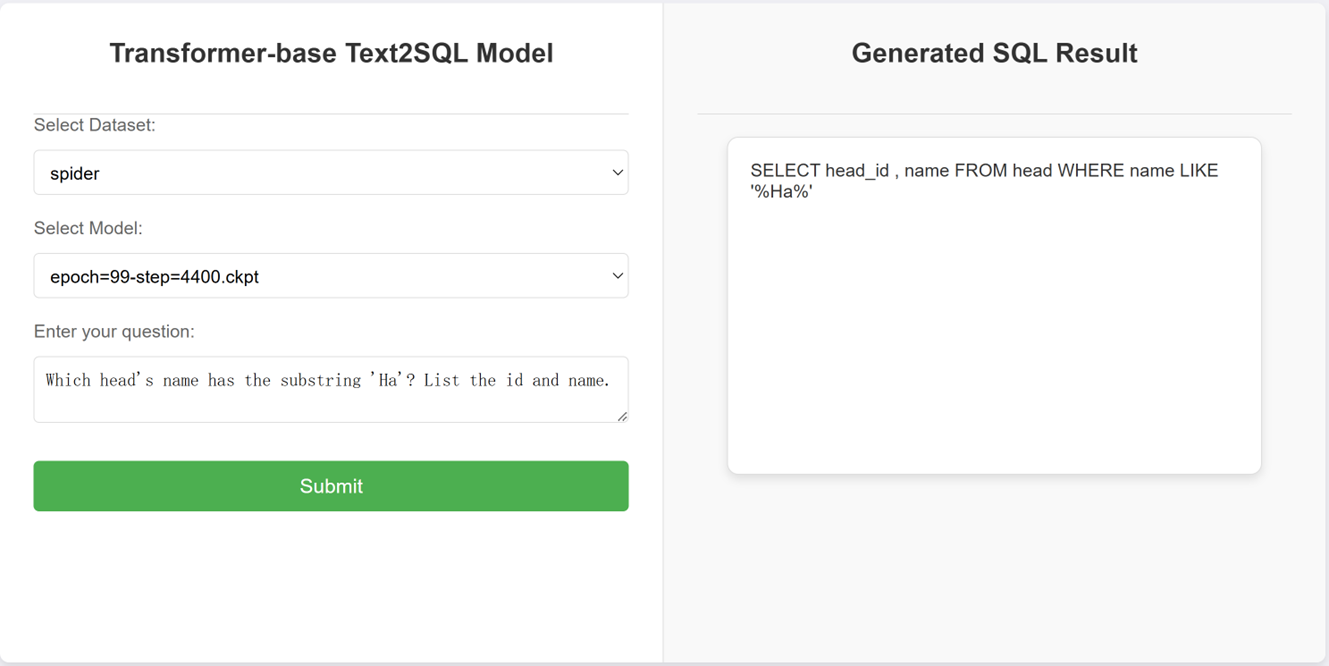 Transformer-base Text2SQL Model
Select Dataset:
spider
Select Model:
epoch=99-step=4400.ckpt
Enter your question:
Which head's name has the substring 'Ha'? List the id and name.
Submit
Generated SQL Result
SELECT head_id , name FROM head WHERE name LIKE
'%Ha%'